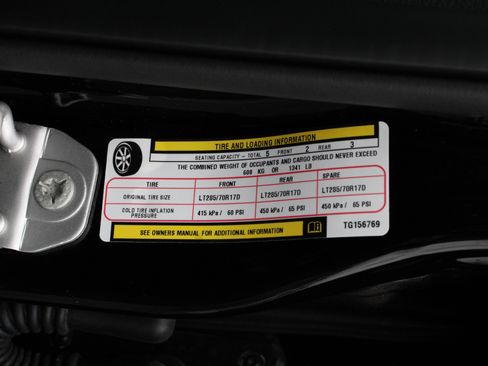 TIRE AND LOADING INFORMATION
SEATING CAPACITY - TOTAL 5 FRONT 2 REAR 3
THE COMBINED WEIGHT OF OCCUPANTS AND CARGO SHOULD NEVER EXCEED
608 KG OR 1341 LB
TIRE FRONT REAR SPARE
ORIGINAL TIRE SIZE LT285/70R17D LT285/70R17D LT285/70R17D
COLD TIRE INFLATION PRESSURE 415 kPa / 60 PSI 450 kPa / 65 PSI 450 kPa / 65 PSI
SEE OWNERS MANUAL FOR ADDITIONAL INFORMATION TG156769